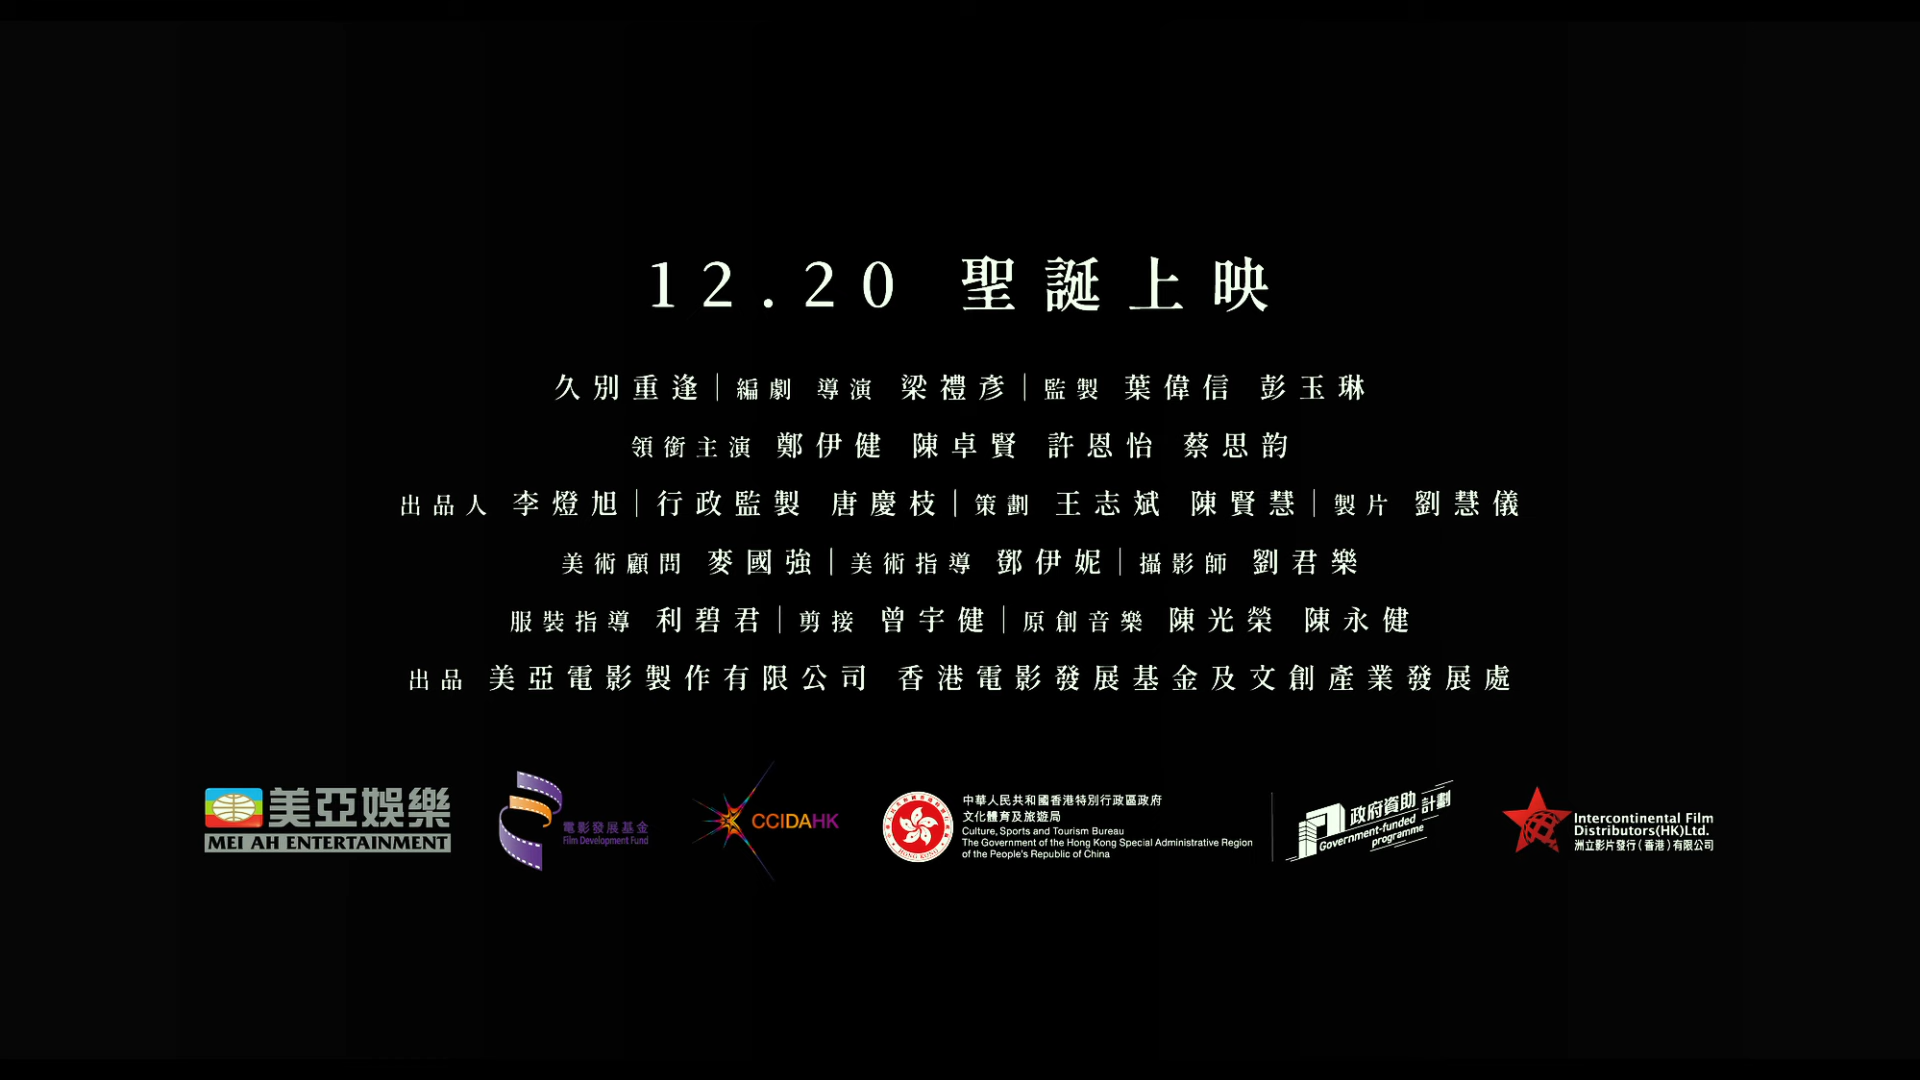 12.20 聖誕上映
久別重逢|編劇 導演 梁禮彥|監製 葉偉信 彭玉琳
領銜主演 鄭伊健 陳卓賢 許恩怡 蔡思韵
出品人 李燈旭|行政監製 唐慶枝|策劃 王志斌 陳賢慧|製片 劉慧儀
美術顧問 麥國強|美術指導 鄧伊妮|攝影師 劉君樂
服裝指導 利碧君|剪接 曾宇健|原創音樂 陳光榮 陳永健
出品 美亞電影製作有限公司 香港電影發展基金及文創產業發展處
美亞娛樂
MEI AH ENTERTAINMENT
電影發展基金
Film Development Fund
CCIDAHK
中華人民共和國香港特別行政區政府
文化體育及旅遊局
Culture, Sports and Tourism Bureau
The Government of the Hong Kong Special Administrative Region
of the People's Republic of China
政府資助計劃
Government-funded
programme
Intercontinental Film
Distributors(HK)Ltd.
洲立影片發行(香港)有限公司